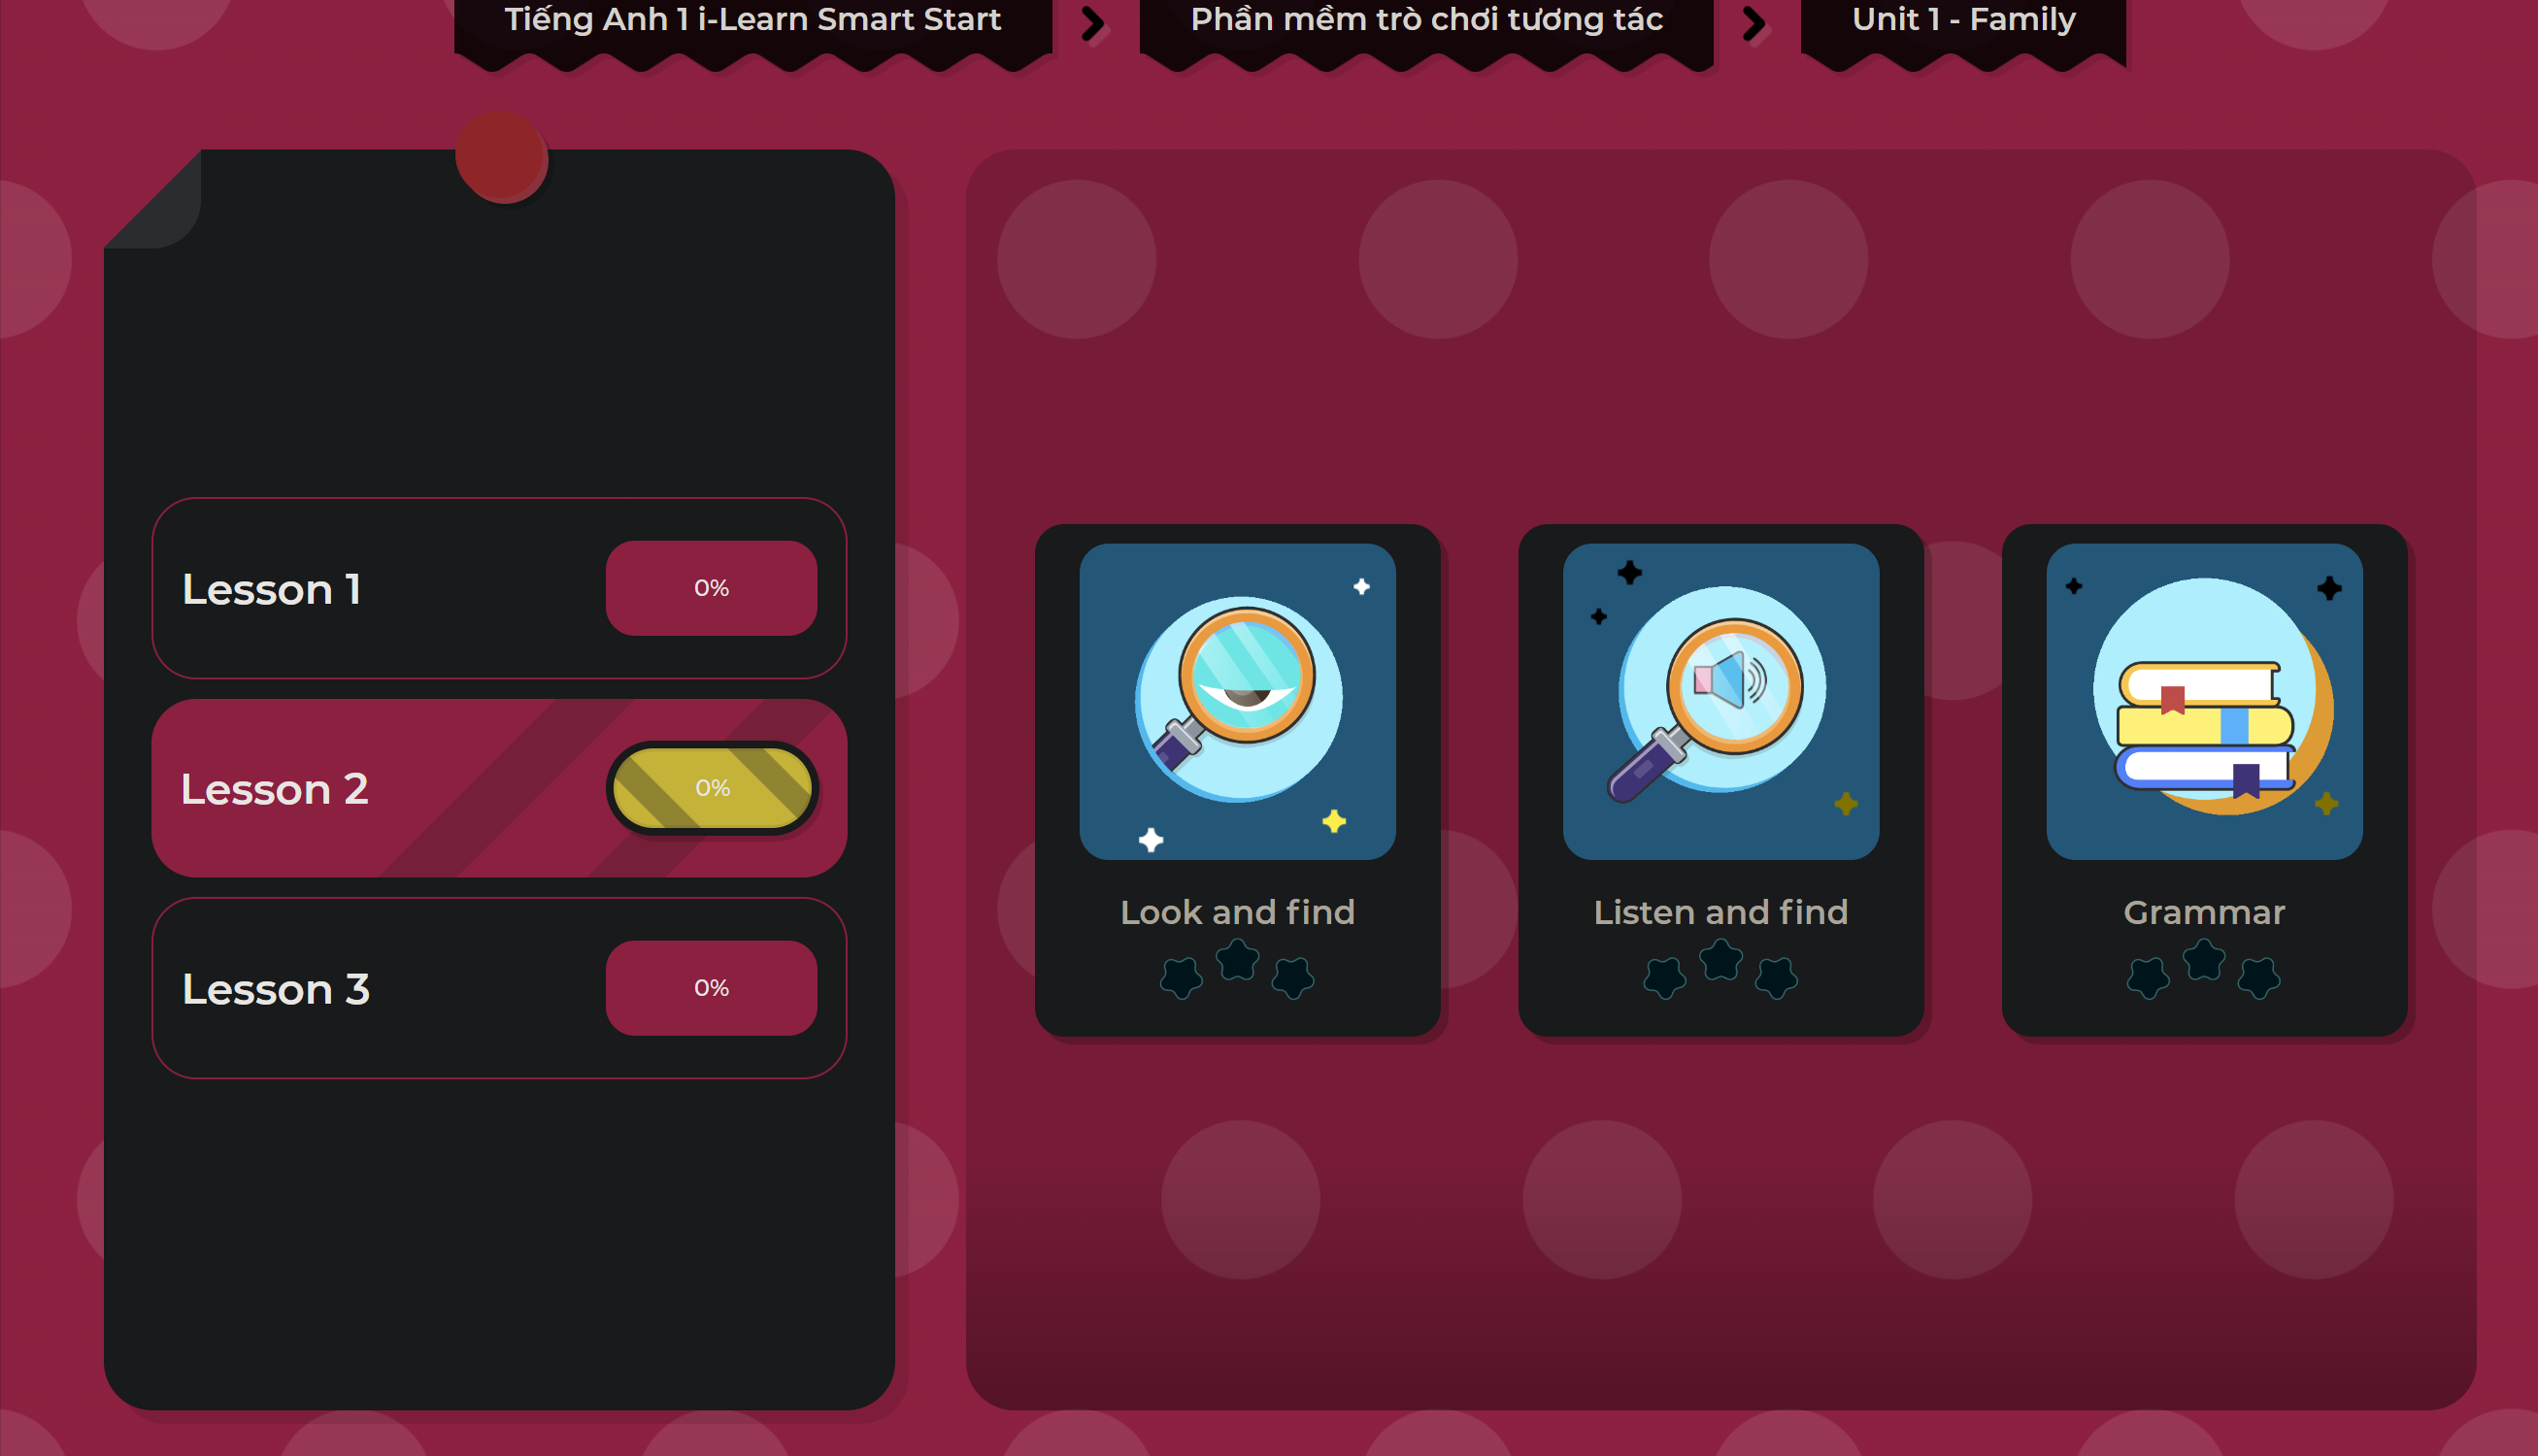 Tiếng Anh 1 i-Learn Smart Start
Phần mềm trò chơi tương tác
Unit 1 - Family
Lesson 1
0%
Lesson 2
0%
Lesson 3
0%
Look and find
Listen and find
Grammar